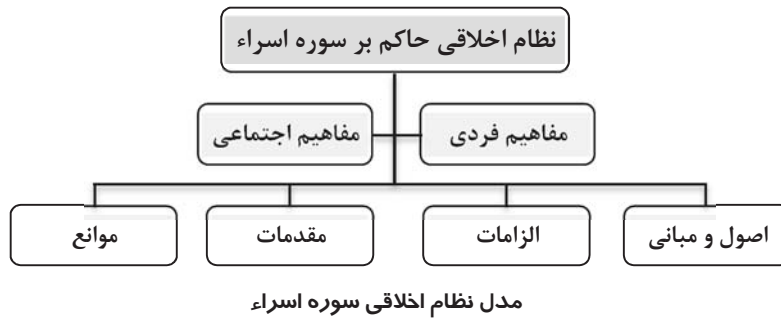 نظام اخلاقی حاکم بر سوره اسراء
مفاهیم فردی
مفاهیم اجتماعی
اصول و مبانی
الزامات
مقدمات
موانع
مدل نظام اخلاقی سوره اسراء